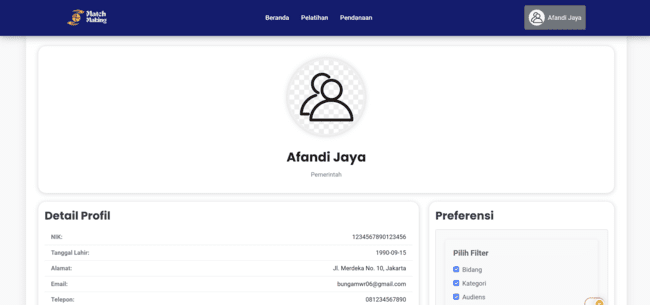 Match
Making
Beranda Pelatihan Pendanaan
Afandi Jaya
Afandi Jaya
Pemerintah
Detail Profil
NIK: 1234567890123456
Tanggal Lahir: 1990-09-15
Alamat: Jl. Merdeka No. 10, Jakarta
Email: bungamwr06@gmail.com
Telepon: 081234567890
Preferensi
Pilih Filter
Bidang
Kategori
Audiens